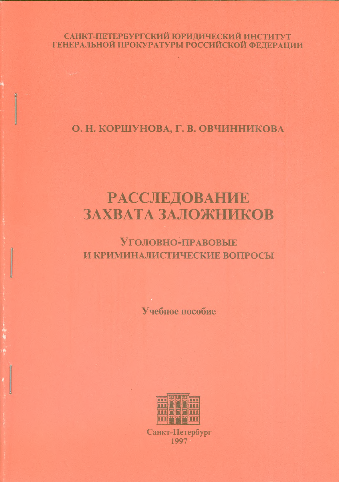 САНКТ-ПЕТЕРБУРГСКИЙ ЮРИДИЧЕСКИЙ ИНСТИТУТ
ГЕНЕРАЛЬНОЙ ПРОКУРАТУРЫ РОССИЙСКОЙ ФЕДЕРАЦИИ
О. Н. КОРШУНОВА, Г. В. ОВЧИННИКОВА
РАССЛЕДОВАНИЕ
ЗАХВАТА ЗАЛОЖНИКОВ
УГОЛОВНО-ПРАВОВЫЕ
И КРИМИНАЛИСТИЧЕСКИЕ ВОПРОСЫ
Учебное пособие
Санкт-Петербург
1997